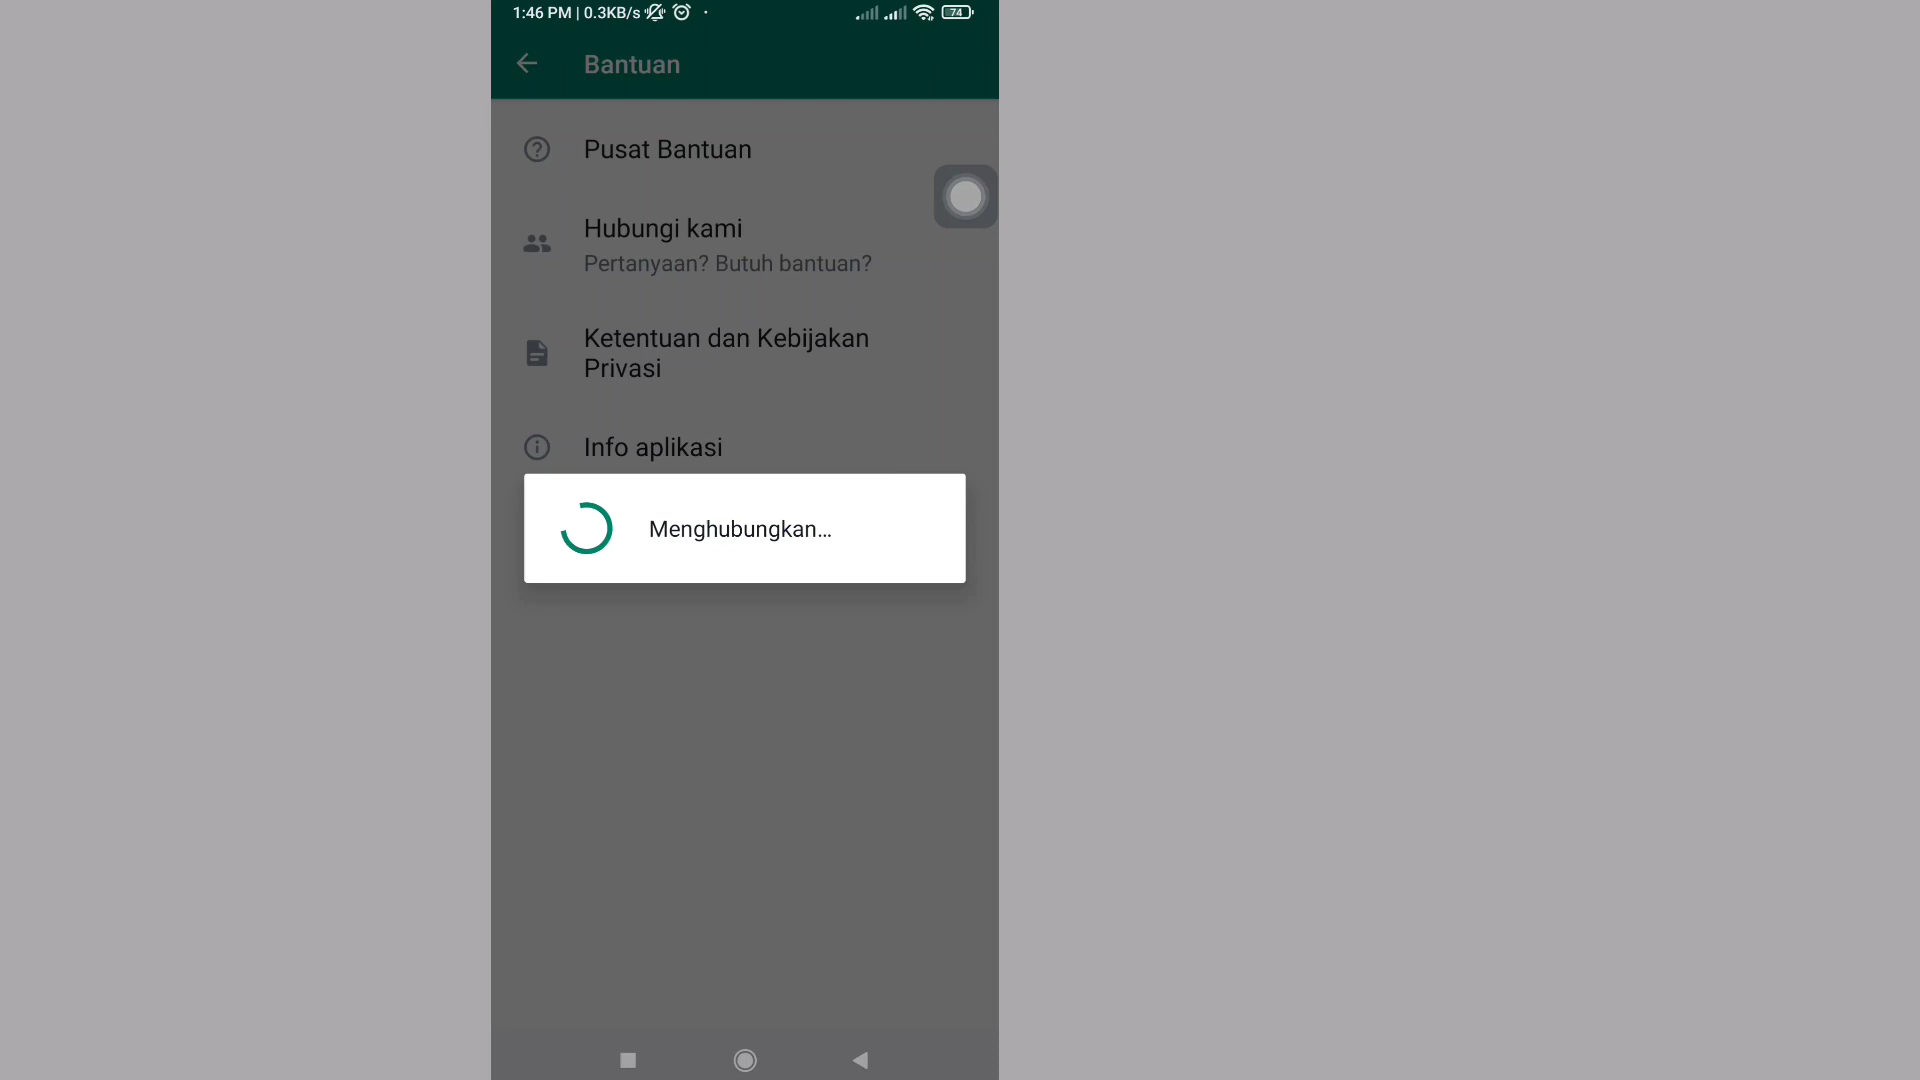 1:46 PM | 0.3KB/s
74
Bantuan
Pusat Bantuan
Hubungi kami
Pertanyaan? Butuh bantuan?
Ketentuan dan Kebijakan
Privasi
Info aplikasi
Menghubungkan...